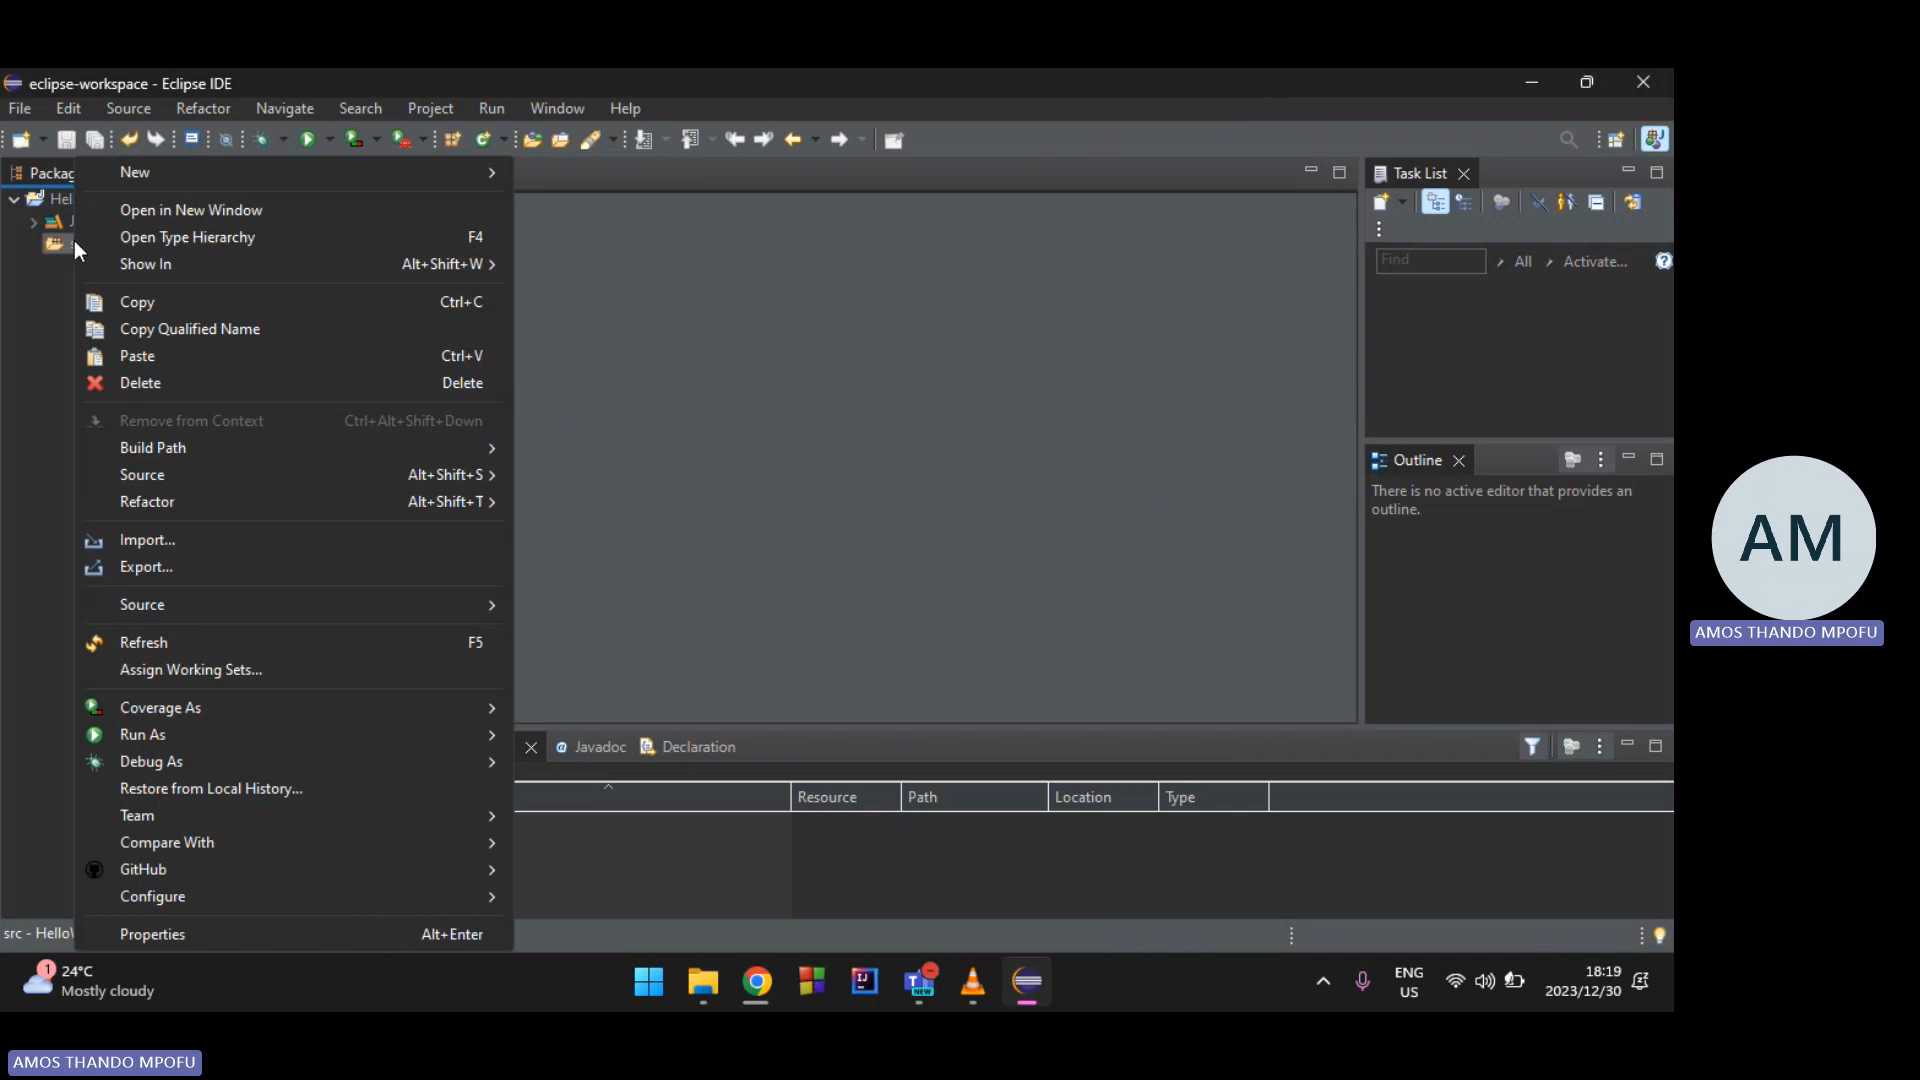 eclipse-workspace - Eclipse IDE
File Edit Source Refactor Navigate Search Project Run Window Help
Packag
Hel
New
Open in New Window
Open Type Hierarchy F4
Show In Alt+Shift+W
Copy Ctrl+C
Copy Qualified Name
Paste Ctrl+V
Delete Delete
Remove from Context Ctrl+Alt+Shift+Down
Build Path
Source Alt+Shift+S
Refactor Alt+Shift+T
Import...
Export...
Source
Refresh F5
Assign Working Sets...
Coverage As
Run As
Debug As
Restore from Local History...
Team
Compare With
GitHub
Configure
Properties Alt+Enter
Task List
Find All Activate...
Outline
There is no active editor that provides an
outline.
@ Javadoc Declaration
Resource Path Location Type
src - Hello
AM
AMOS THANDO MPOFU
1 24°C
Mostly cloudy
IJ
T
NEW
ENG
US
18:19
2023/12/30
AMOS THANDO MPOFU